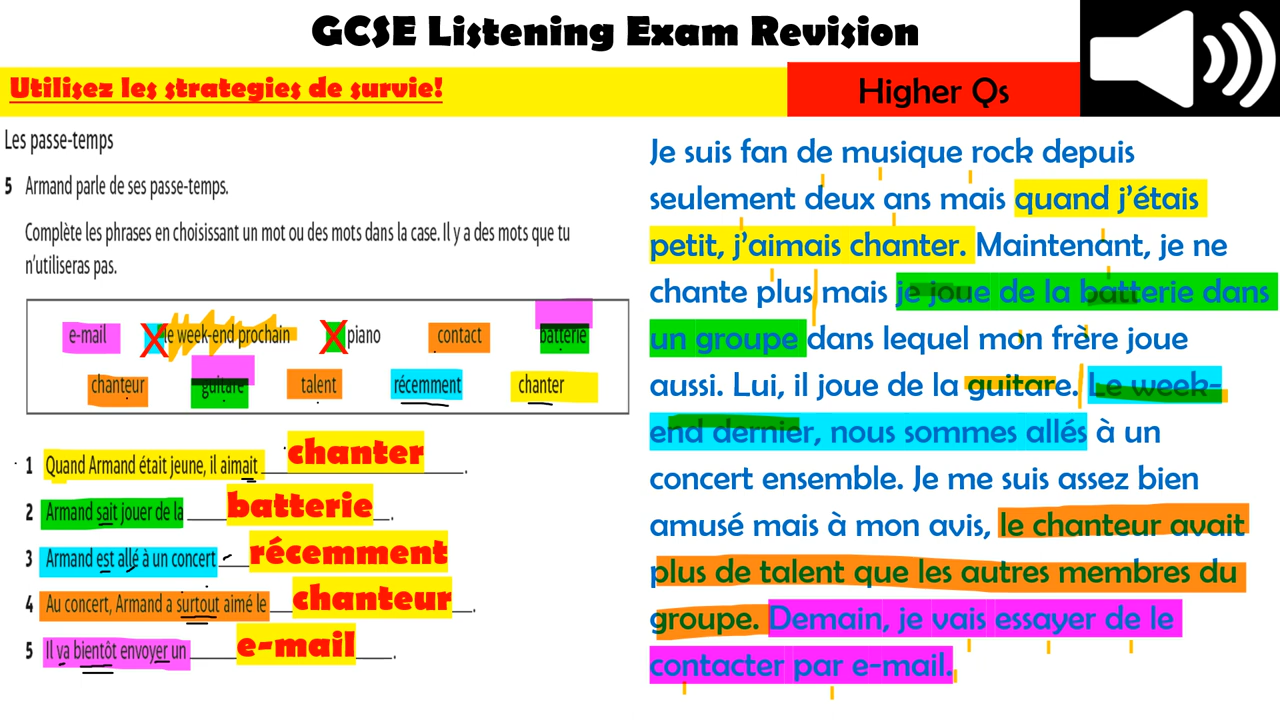 GCSE Listening Exam Revision
Utilisez les strategies de survie!
Higher Qs
Les passe-temps
5 Armand parle de ses passe-temps.
Complète les phrases en choisissant un mot ou des mots dans la case. Il y a des mots que tu
n'utiliseras pas.
e-mail le week-end prochain piano contact batterie
chanteur guitare talent récemment chanter
1 Quand Armand était jeune, il aimait chanter.
2 Armand sait jouer de la batterie.
3 Armand est allé à un concert récemment
4 Au concert, Armand a surtout aimé le chanteur.
5 Il va bientôt envoyer un e-mail.
Je suis fan de musique rock depuis
seulement deux ans mais quand j'étais
petit, j'aimais chanter. Maintenant, je ne
chante plus mais je joue de la batterie dans
un groupe dans lequel mon frère joue
aussi. Lui, il joue de la guitare. Le week-
end dernier, nous sommes allés à un
concert ensemble. Je me suis assez bien
amusé mais à mon avis, le chanteur avait
plus de talent que les autres membres du
groupe. Demain, je vais essayer de le
contacter par e-mail.